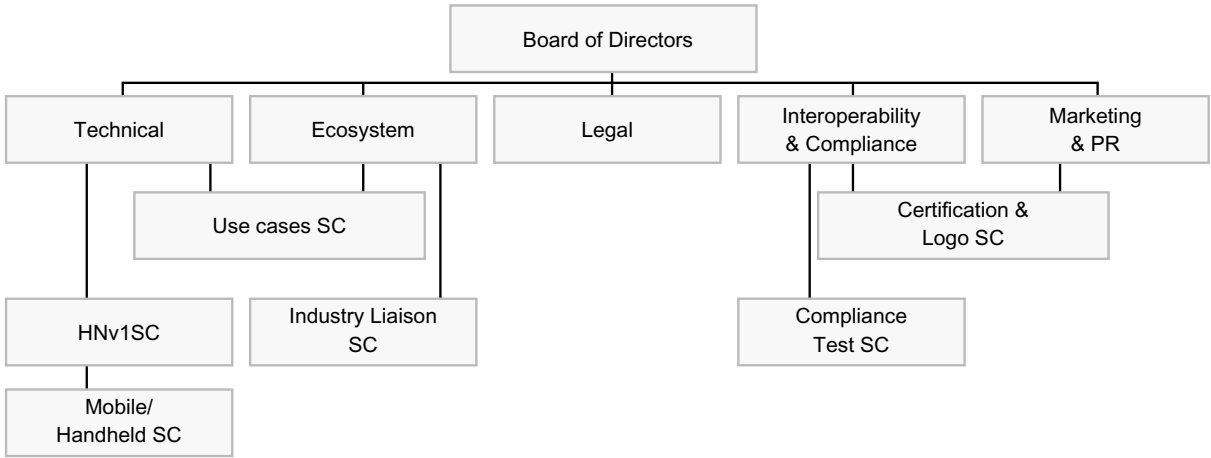 Board of Directors
Technical
Ecosystem
Legal
Interoperability
& Compliance
Marketing
& PR
Use cases SC
Certification &
Logo SC
HNv1SC
Industry Liaison
SC
Compliance
Test SC
Mobile/
Handheld SC